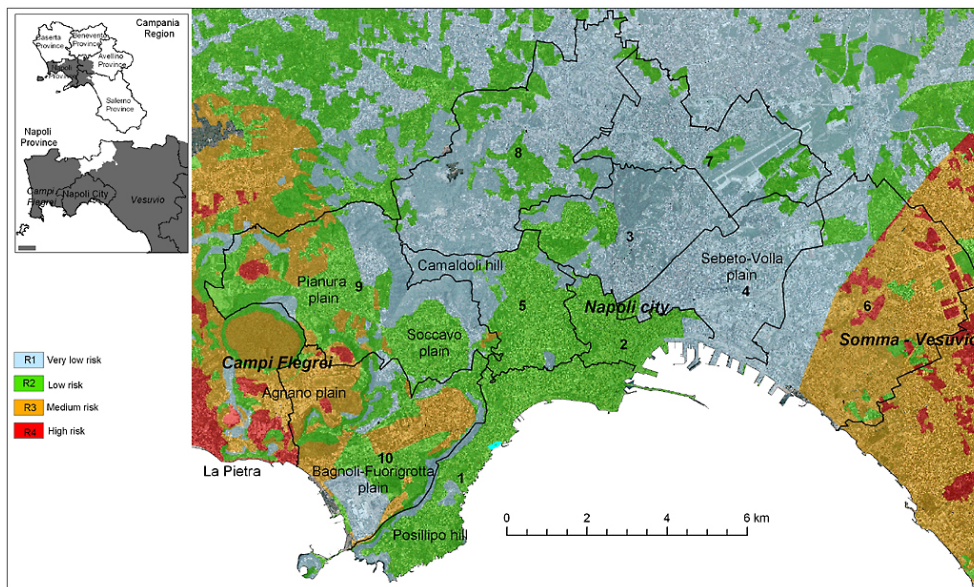 Campania
Region
Caserta
Province
Benevento
Province
Avellino
Province
Napoli
Province
Salerno
Province
Napoli
Province
Campi
Flegrei
Napoli City
Vesuvio
R1 Very low risk
R2 Low risk
R3 Medium risk
R4 High risk
8
7
3
Camaldoli hill
Sebeto-Volla
plain
4
Pianura
plain
9
5
Napoli city
6
Soccavo
plain
2
Somma - Vesuvio
Campi Flegrei
Agnano plain
10
La Pietra
Bagnoli-Fuorigrotta
plain
1
Posillipo hill
0 2 4 6 km